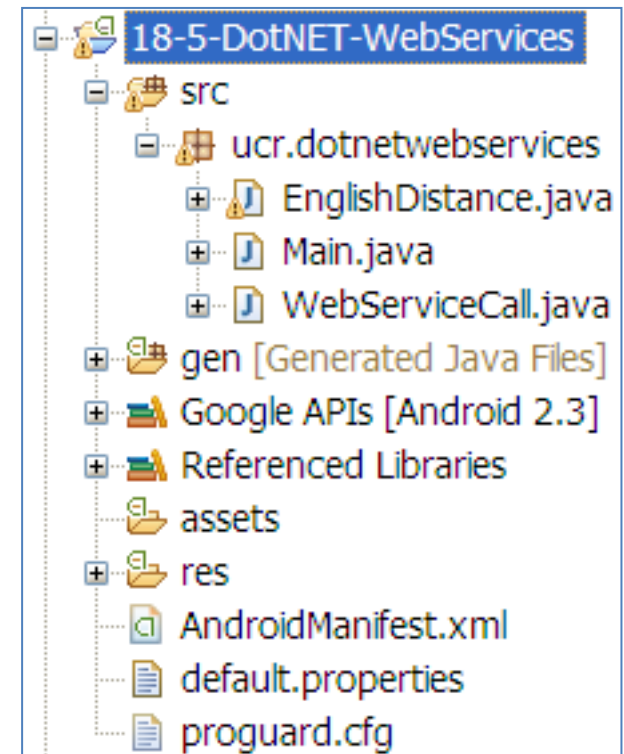 18-5-DotNET-WebServices
src
ucr.dotnetwebservices
EnglishDistance.java
Main.java
WebServiceCall.java
gen [Generated Java Files]
Google APIs [Android 2.3]
Referenced Libraries
assets
res
AndroidManifest.xml
default.properties
proguard.cfg